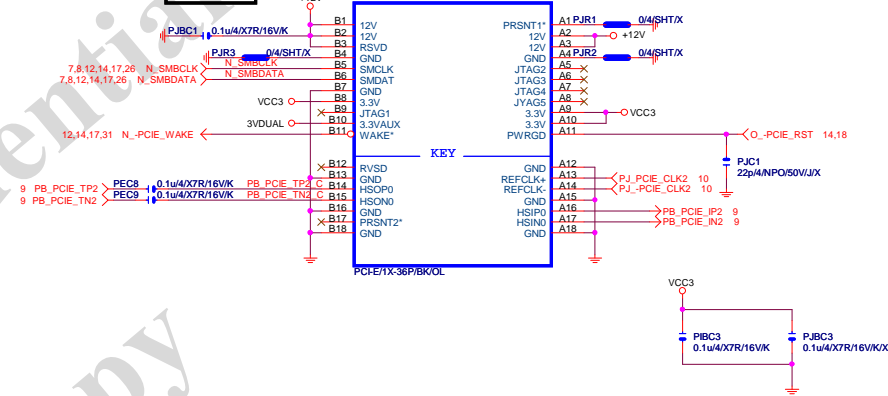 PJBC1 0.1u/4/X7R/16V/K
PJR3 0/4/SHT/X
7,8,12,14,17,26 N_SMBCLK N_SMBCLK
7,8,12,14,17,26 N_SMBDATA N_SMBDATA
VCC3
3VDUAL
12,14,17,31 N_-PCIE_WAKE
9 PB_PCIE_TP2 PEC8 0.1u/4/X7R/16V/K PB_PCIE_TP2_C
9 PB_PCIE_TN2 PEC9 0.1u/4/X7R/16V/K PB_PCIE_TN2_C
B1 12V
B2 12V
B3 RSVD
B4 GND
B5 SMCLK
B6 SMDAT
B7 GND
B8 3.3V
B9 JTAG1
B10 3.3VAUX
B11 WAKE*
KEY
B12 RVSD
B13 GND
B14 HSOP0
B15 HSON0
B16 GND
B17 PRSNT2*
B18 GND
PRSNT1* A1 PJR1 0/4/SHT/X
12V A2 +12V
12V A3
GND A4 PJR2 0/4/SHT/X
JTAG2 A5
JTAG3 A6
JTAG4 A7
JYAG5 A8
3.3V A9 VCC3
3.3V A10
PWRGD A11 O_-PCIE_RST 14,18
PJC1
22p/4/NPO/50V/J/X
GND A12
REFCLK+ A13 PJ_PCIE_CLK2 10
REFCLK- A14 PJ_-PCIE_CLK2 10
GND A15
HSIP0 A16 PB_PCIE_IP2 9
HSIN0 A17 PB_PCIE_IN2 9
GND A18
PCI-E/1X-36P/BK/OL
VCC3
PIBC3
0.1u/4/X7R/16V/K
PJBC3
0.1u/4/X7R/16V/K/X